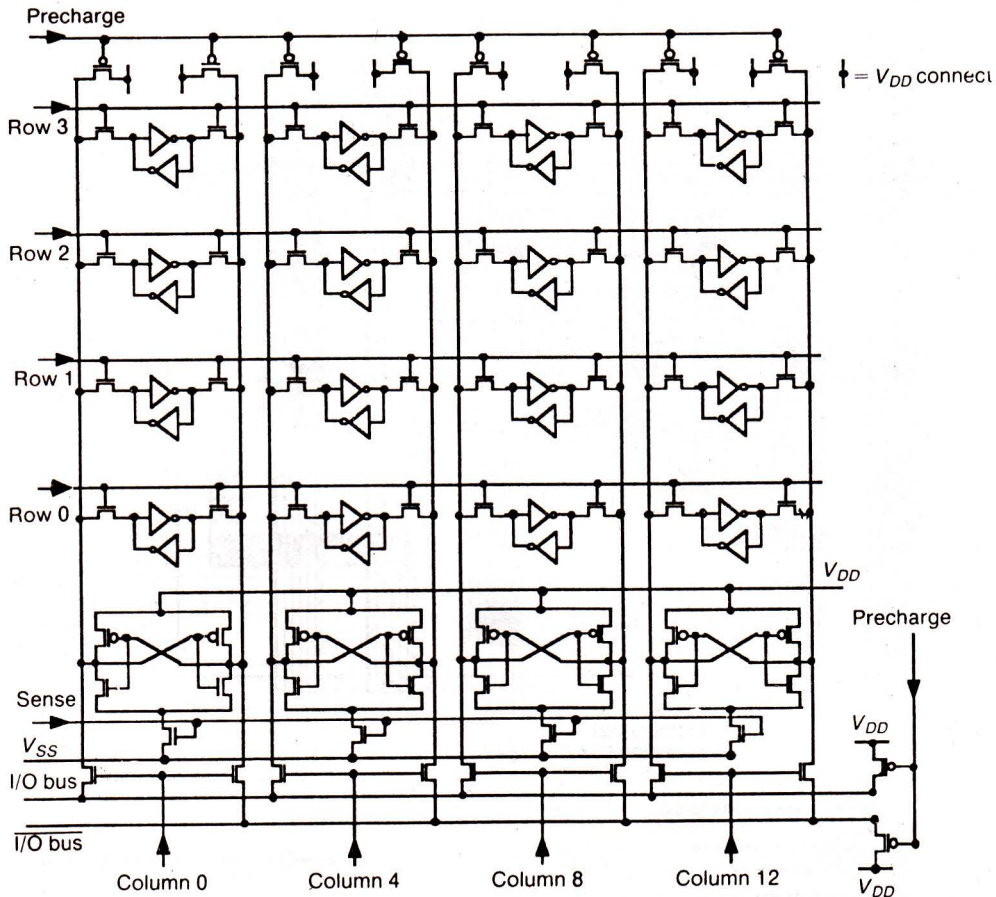 Precharge
= V_DD connect
Row 3
Row 2
Row 1
Row 0
V_DD
Precharge
Sense
V_SS
V_DD
I/O bus
I/O bus
Column 0
Column 4
Column 8
Column 12
V_DD